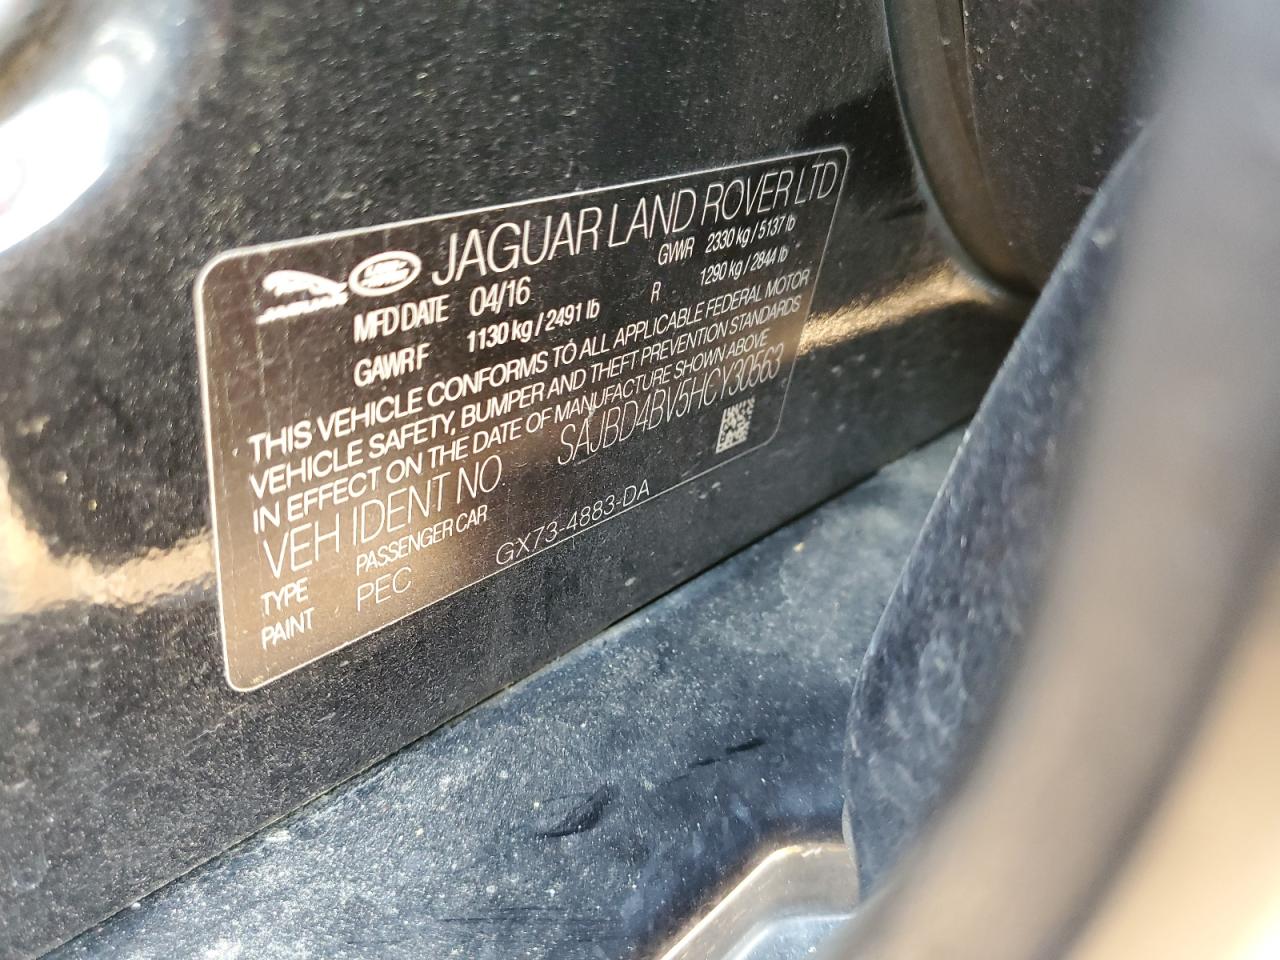 JAGUAR LAND ROVER LTD
MFD DATE 04/16 GVWR 2330 kg / 5137 lb
GAWR F 1130 kg / 2491 lb R 1290 kg / 2844 lb
THIS VEHICLE CONFORMS TO ALL APPLICABLE FEDERAL MOTOR
VEHICLE SAFETY, BUMPER AND THEFT PREVENTION STANDARDS
IN EFFECT ON THE DATE OF MANUFACTURE SHOWN ABOVE
VEH IDENT NO. SAJBD4BV5HCY30563
TYPE PASSENGER CAR
PAINT PEC GX73-4883-DA